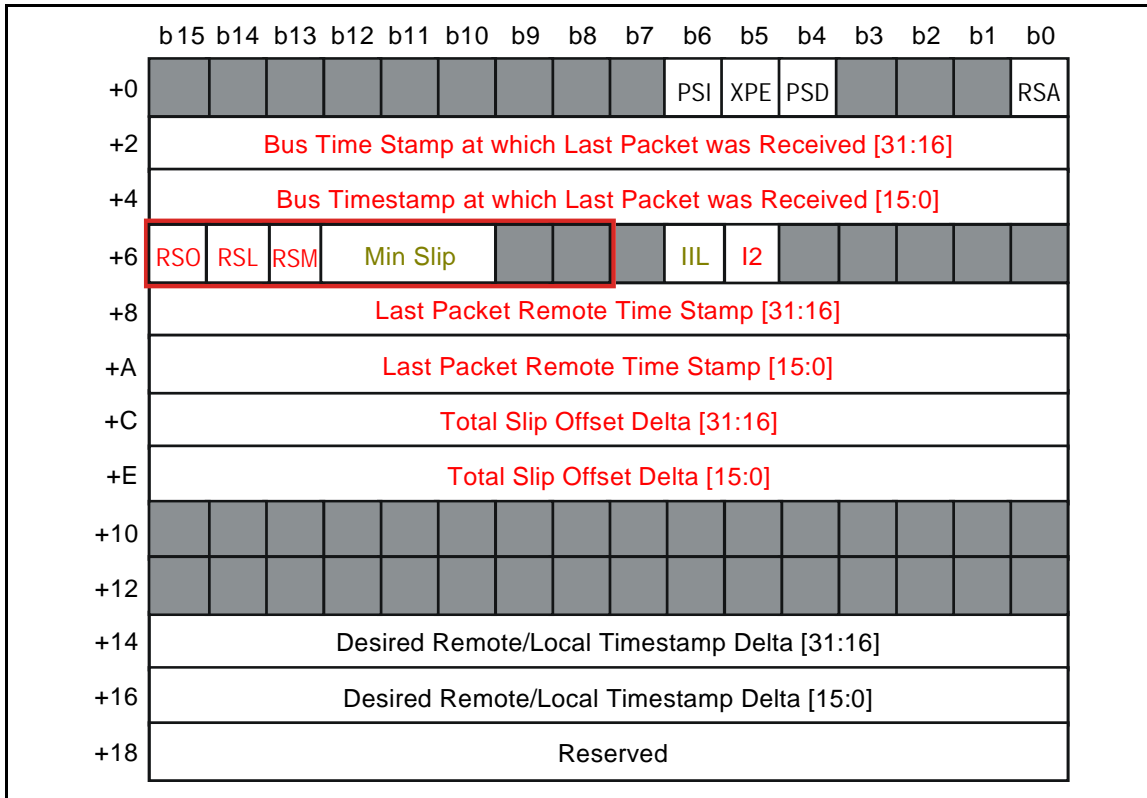 b15 b14 b13 b12 b11 b10 b9 b8 b7 b6 b5 b4 b3 b2 b1 b0
+0 PSI XPE PSD RSA
+2 Bus Time Stamp at which Last Packet was Received [31:16]
+4 Bus Timestamp at which Last Packet was Received [15:0]
+6 RSO RSL RSM Min Slip IIL I2
+8 Last Packet Remote Time Stamp [31:16]
+A Last Packet Remote Time Stamp [15:0]
+C Total Slip Offset Delta [31:16]
+E Total Slip Offset Delta [15:0]
+10
+12
+14 Desired Remote/Local Timestamp Delta [31:16]
+16 Desired Remote/Local Timestamp Delta [15:0]
+18 Reserved